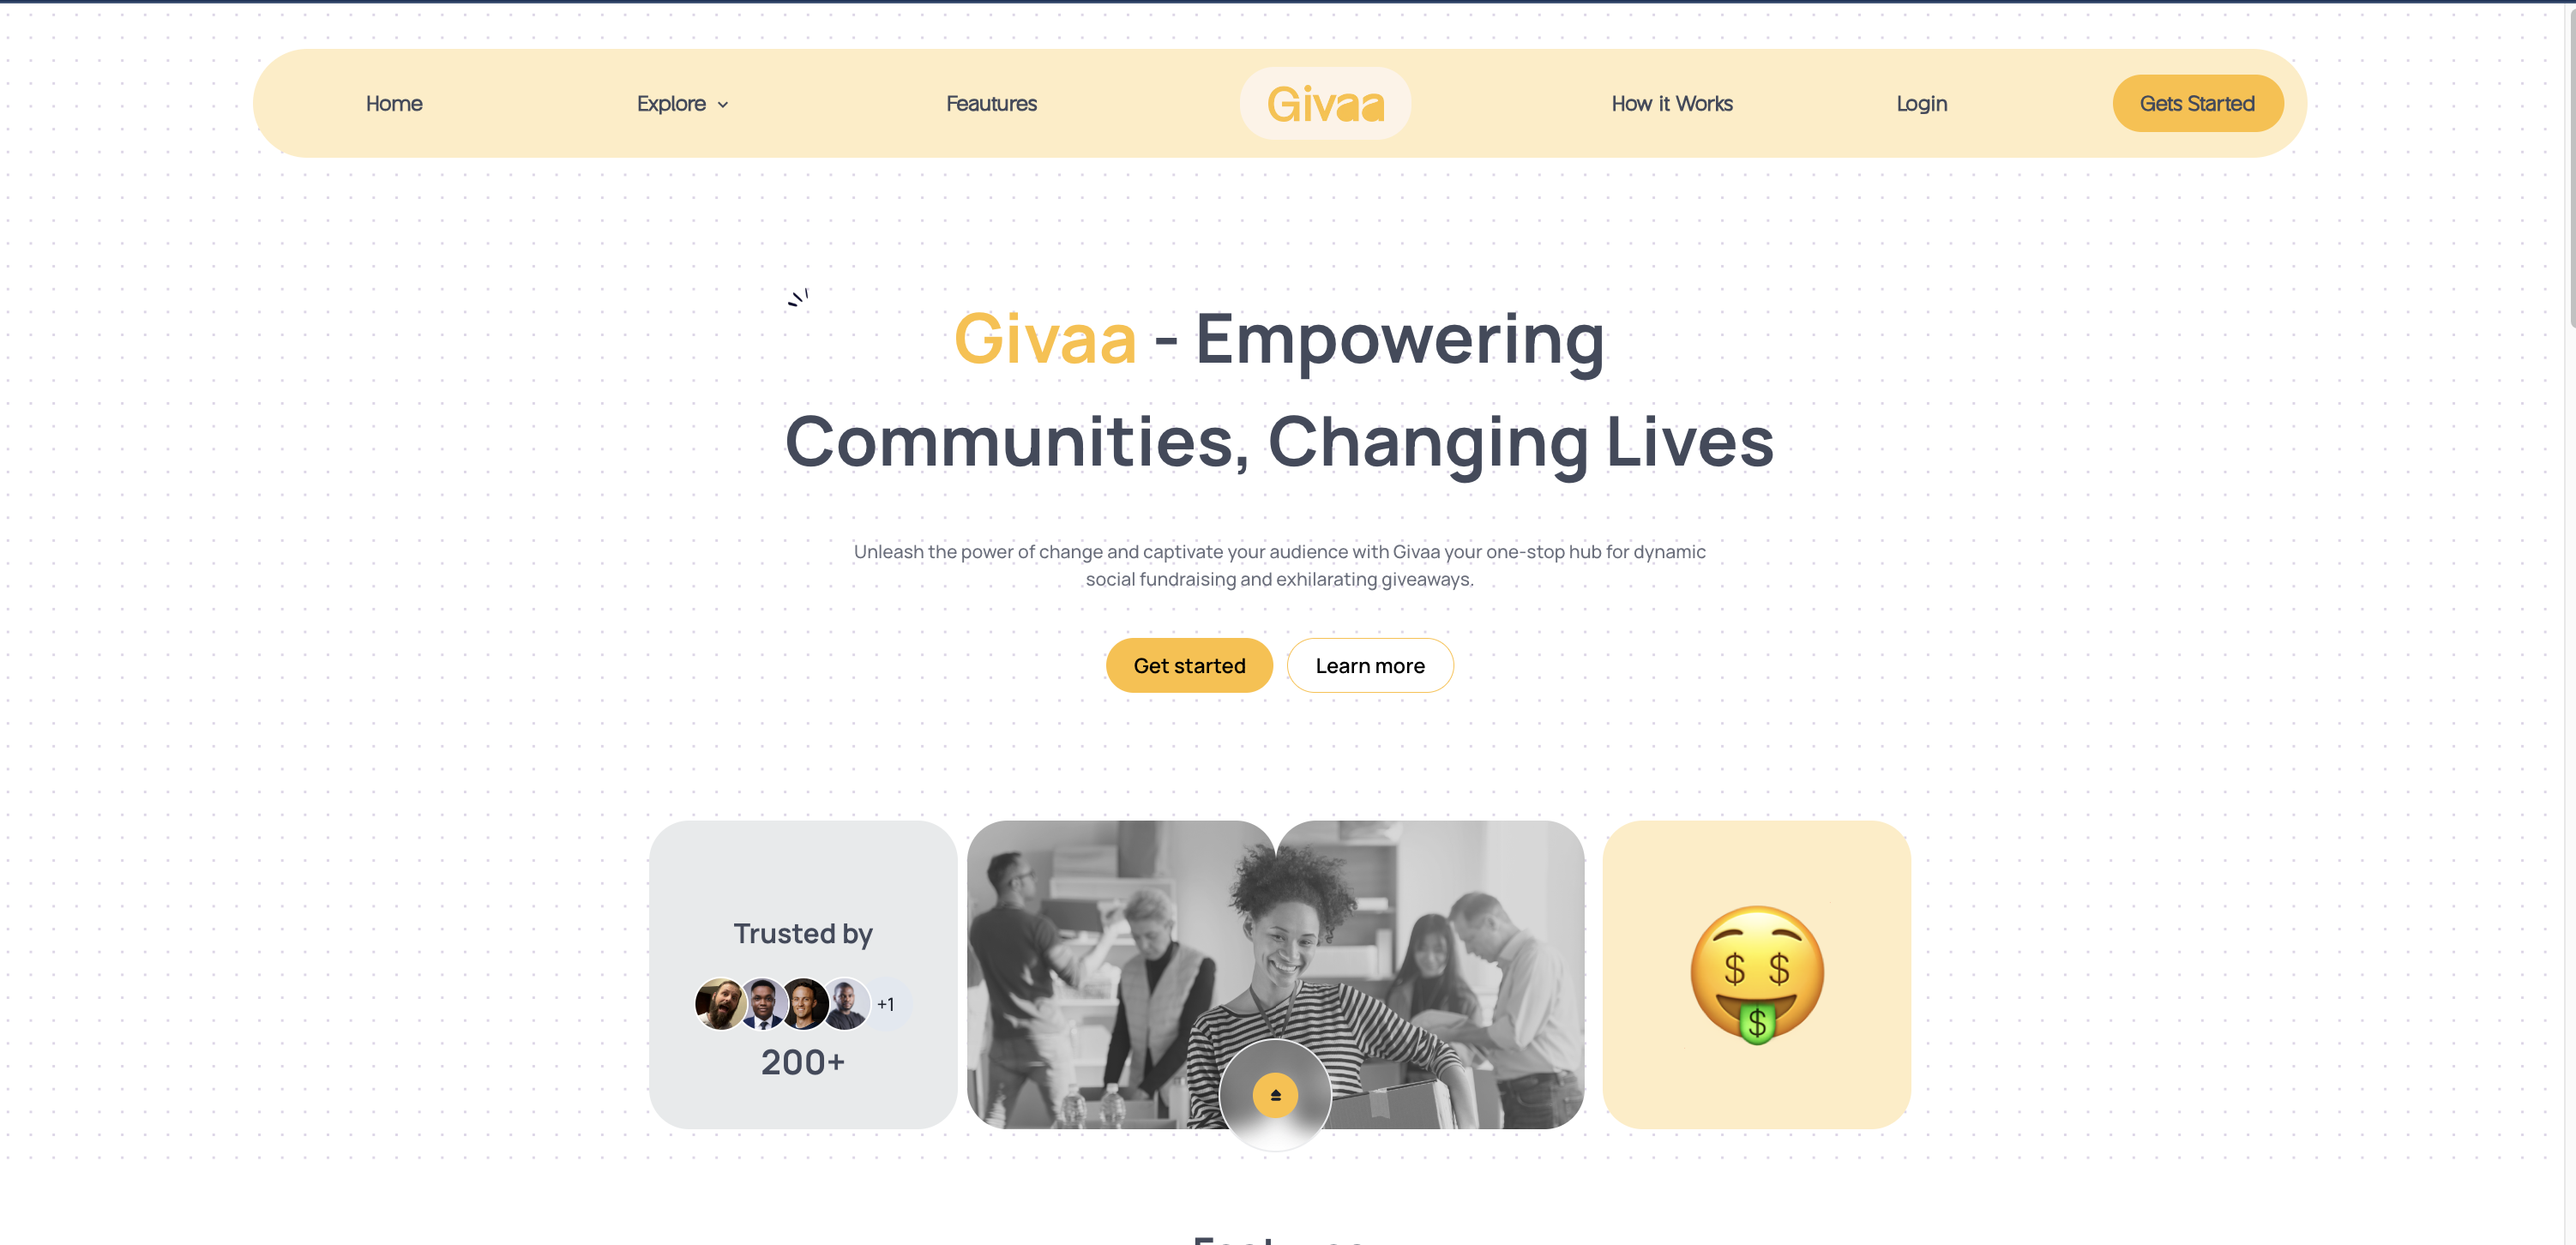 Home
Explore
Feautures
Givaa
How it Works
Login
Gets Started
Givaa - Empowering
Communities, Changing Lives
Unleash the power of change and captivate your audience with Givaa your one-stop hub for dynamic
social fundraising and exhilarating giveaways.
Get started
Learn more
Trusted by
+1
200+
$ $
$